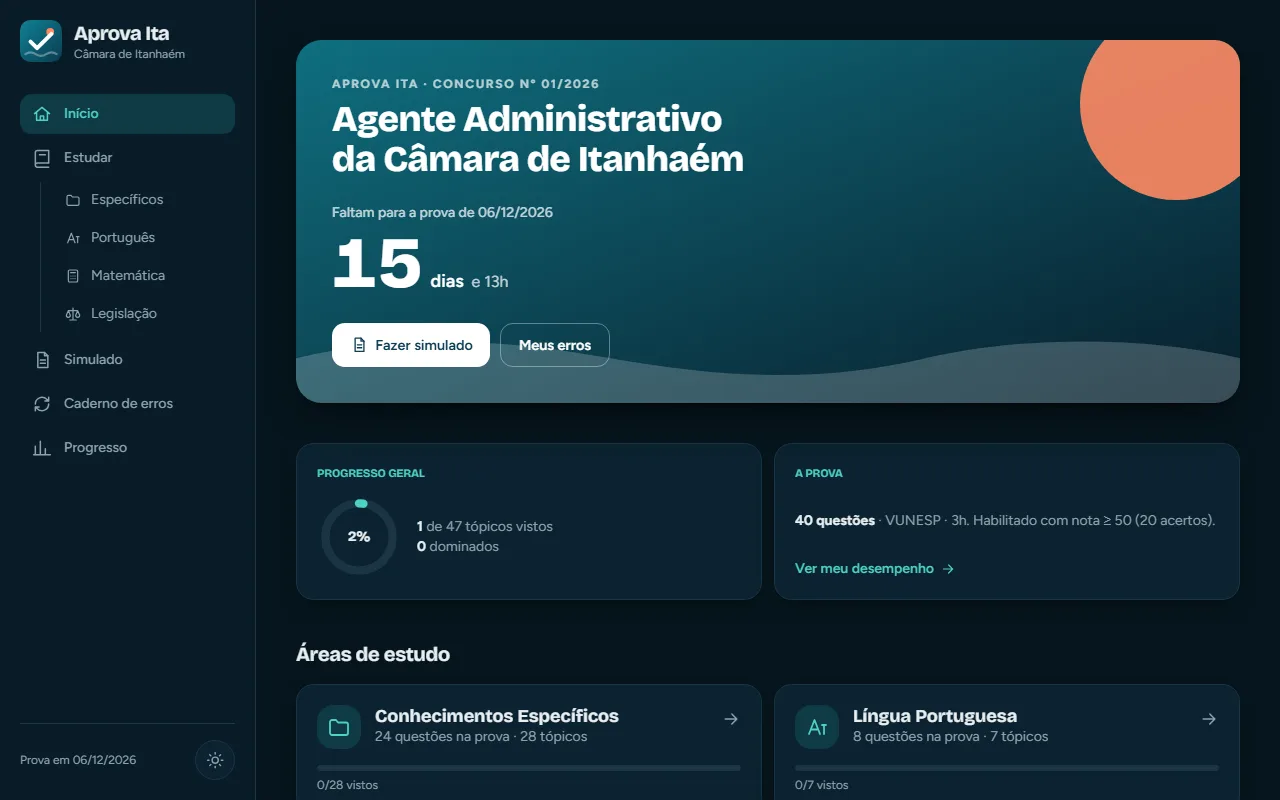 Aprova Ita
Câmara de Itanhaém
Início
Estudar
Específicos
Português
Matemática
Legislação
Simulado
Caderno de erros
Progresso
Prova em 06/12/2026
APROVA ITA · CONCURSO Nº 01/2026
Agente Administrativo
da Câmara de Itanhaém
Faltam para a prova de 06/12/2026
15 dias e 13h
Fazer simulado
Meus erros
PROGRESSO GERAL
2%
1 de 47 tópicos vistos
0 dominados
A PROVA
40 questões · VUNESP · 3h. Habilitado com nota ≥ 50 (20 acertos).
Ver meu desempenho →
Áreas de estudo
Conhecimentos Específicos
24 questões na prova · 28 tópicos
0/28 vistos
Língua Portuguesa
8 questões na prova · 7 tópicos
0/7 vistos